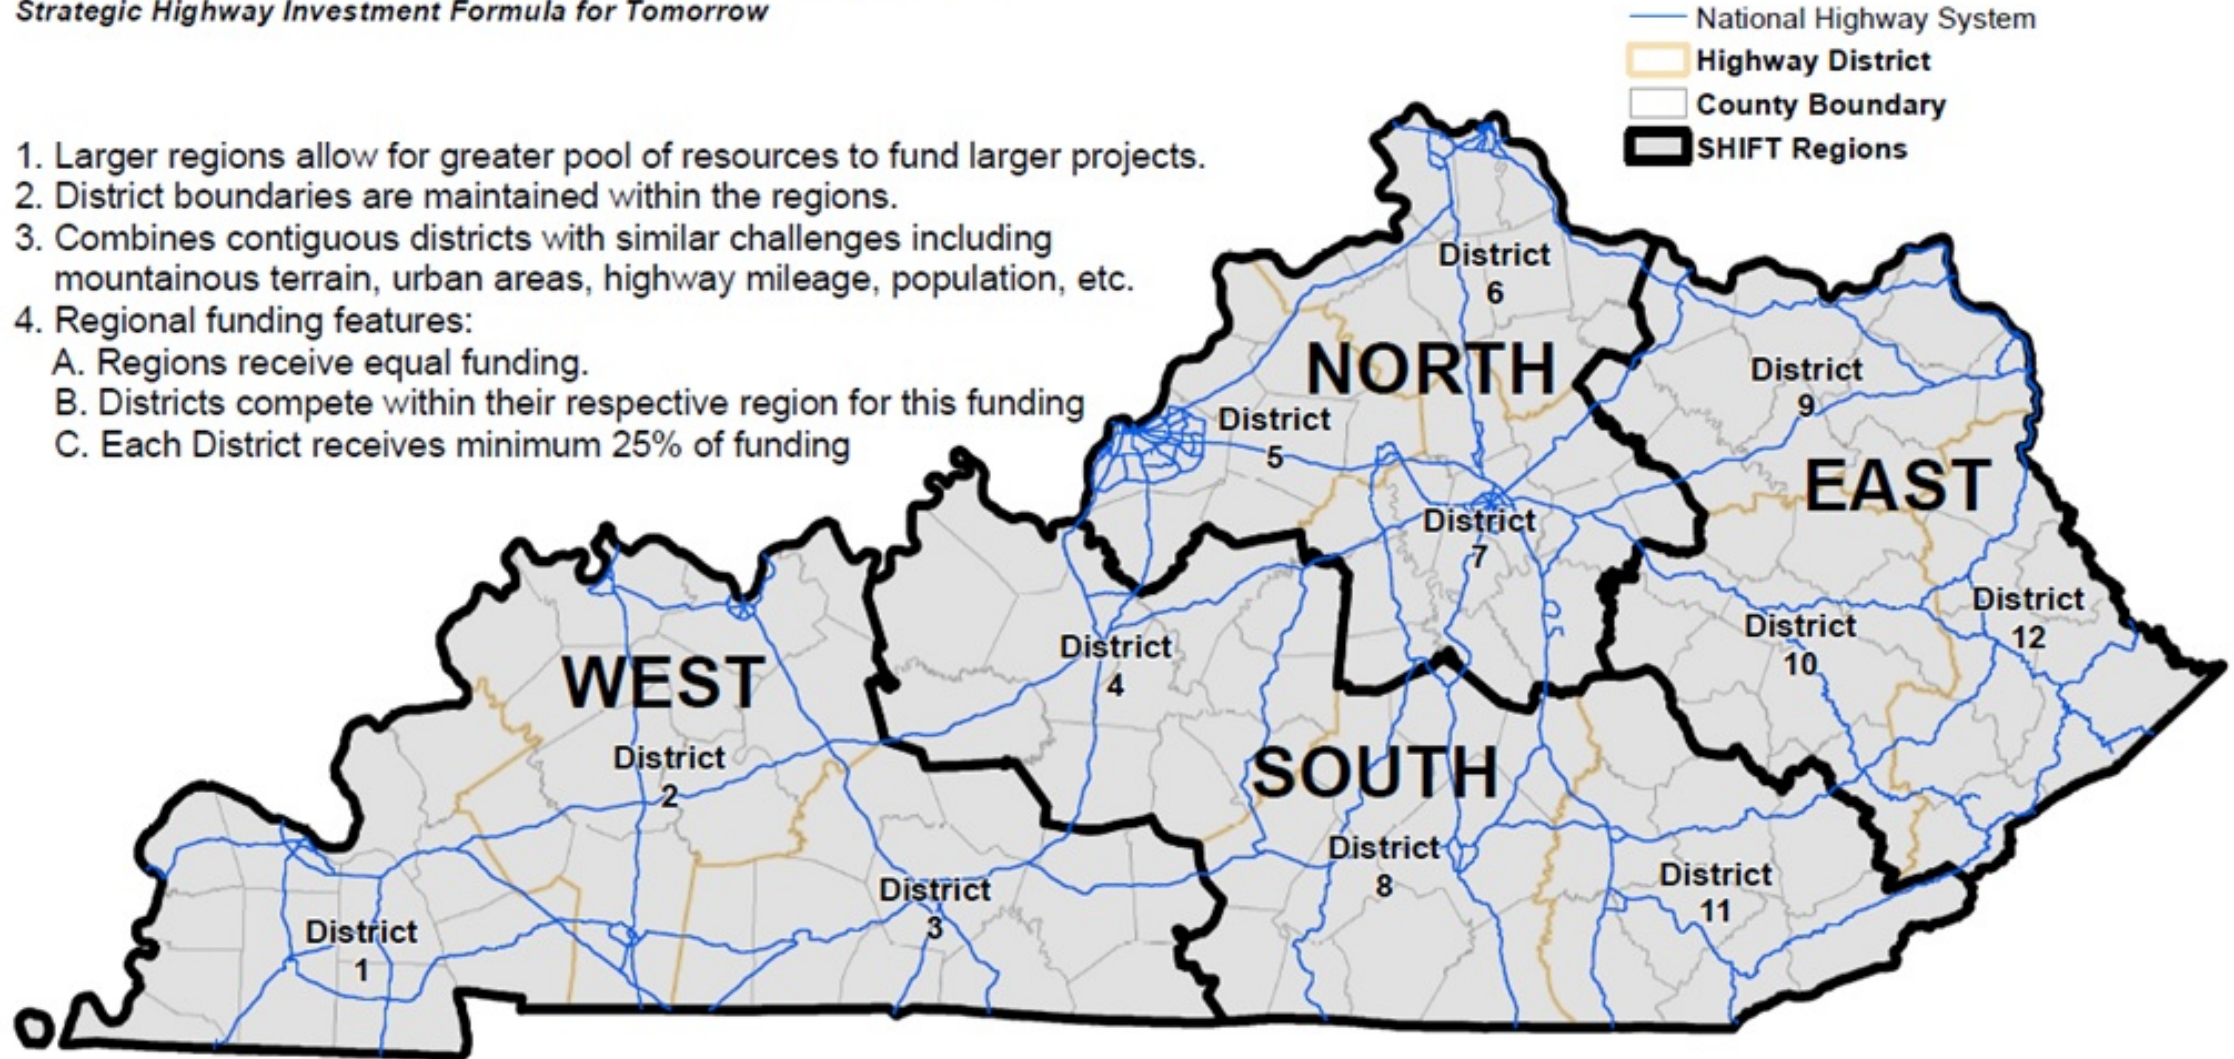 Strategic Highway Investment Formula for Tomorrow
National Highway System
Highway District
County Boundary
SHIFT Regions
1. Larger regions allow for greater pool of resources to fund larger projects.
2. District boundaries are maintained within the regions.
3. Combines contiguous districts with similar challenges including
mountainous terrain, urban areas, highway mileage, population, etc.
4. Regional funding features:
A. Regions receive equal funding.
B. Districts compete within their respective region for this funding
C. Each District receives minimum 25% of funding
District
6
NORTH
District
9
District
5
EAST
District
7
District
12
District
10
District
4
WEST
District
2
SOUTH
District
8
District
11
District
3
District
1